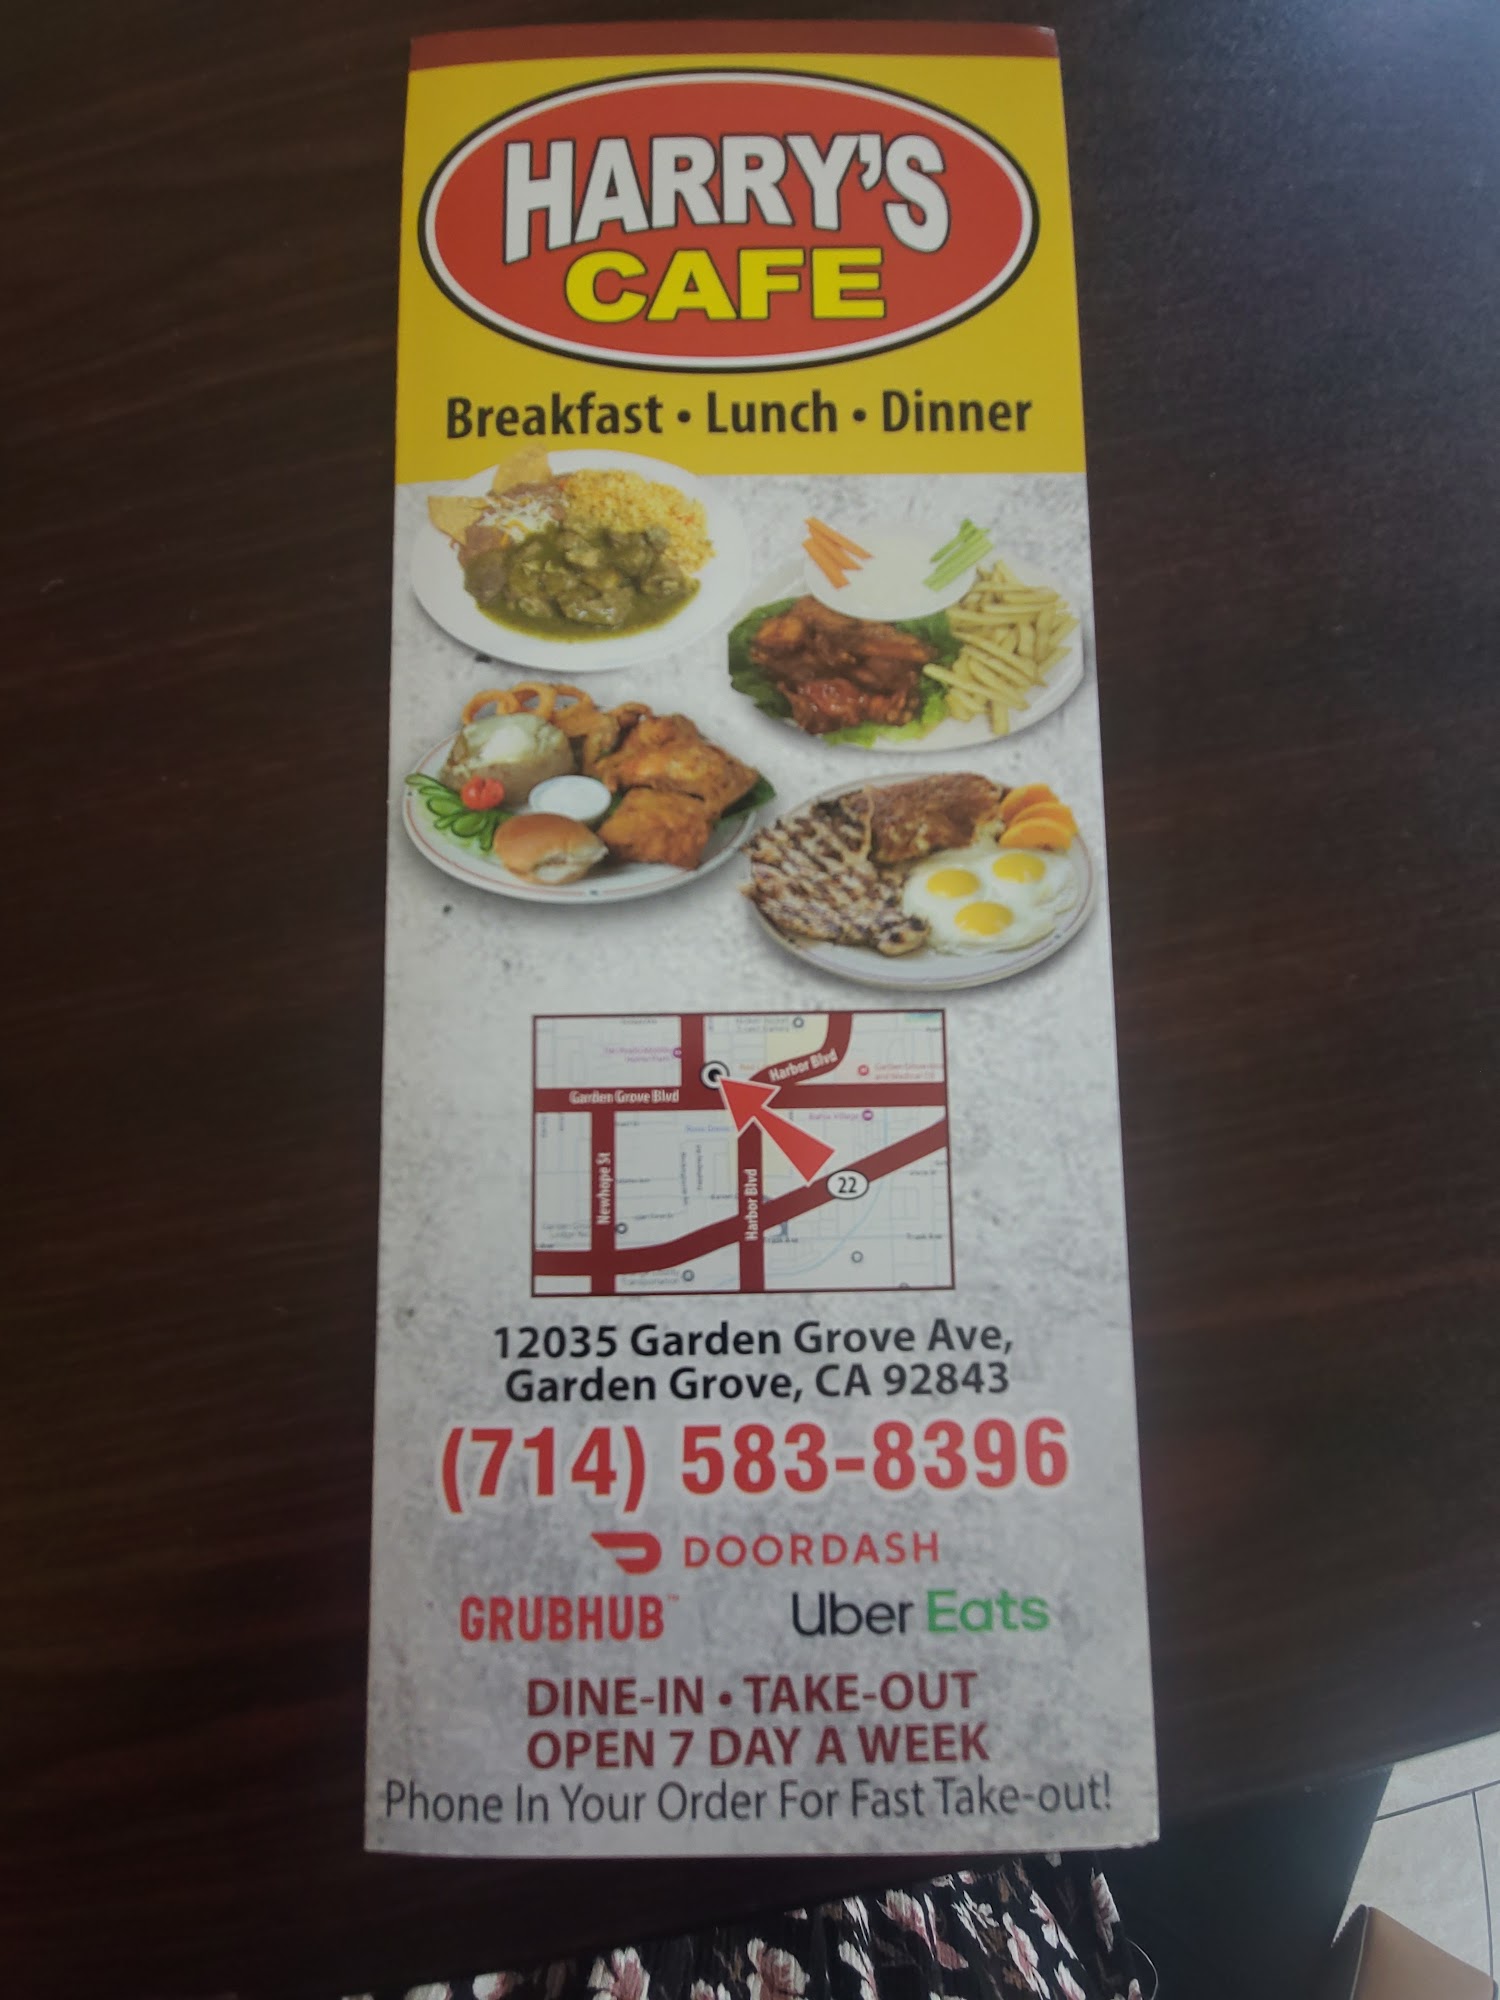 HARRY'S
CAFE
Breakfast • Lunch • Dinner
Harbor Blvd
Garden Grove Blvd
Newhope St
Harbor Blvd
22
12035 Garden Grove Ave,
Garden Grove, CA 92843
(714) 583-8396
DOORDASH
GRUBHUB™
Uber Eats
DINE-IN • TAKE-OUT
OPEN 7 DAY A WEEK
Phone In Your Order For Fast Take-out!